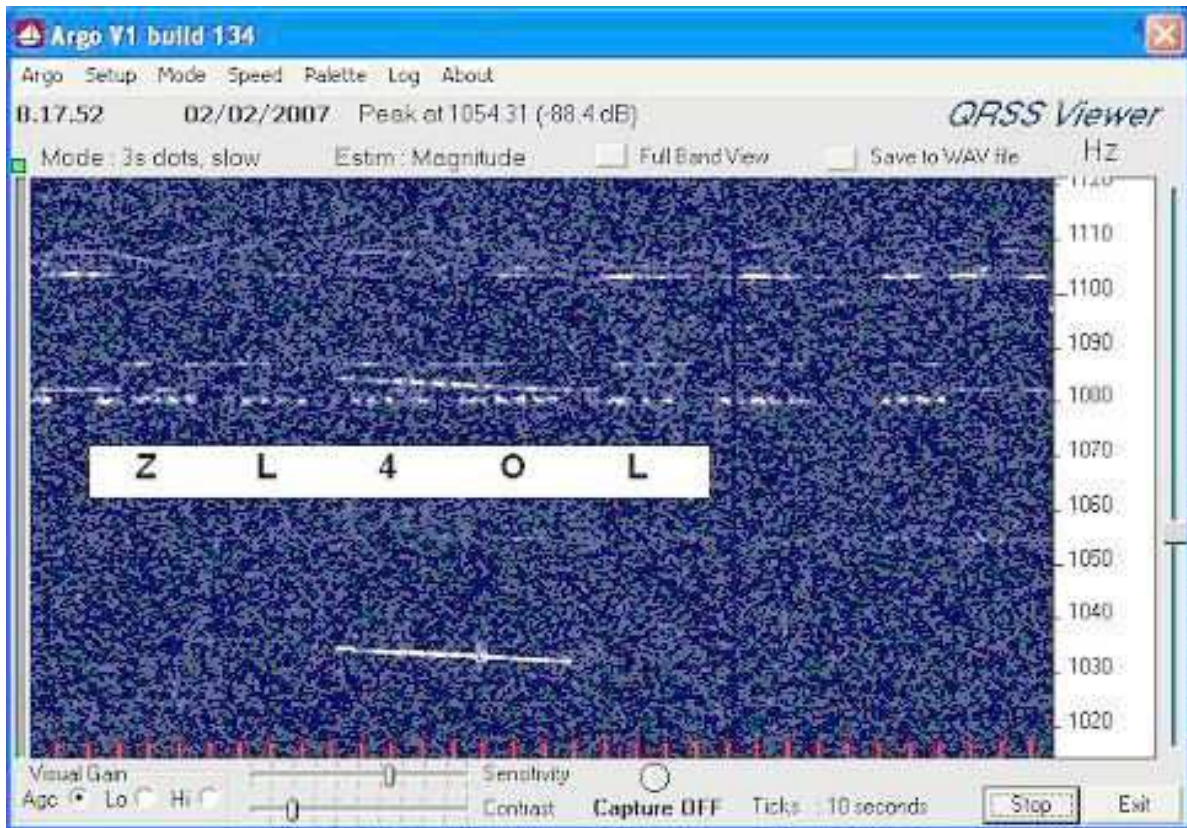 Argo V1 build 134
Argo Setup Mode Speed Palette Log About
8.17.52 02/02/2007 Peak at 1054.31 (-88.4 dB) QRSS Viewer
Mode : 3s dots, slow Estim : Magnitude Full Band View Save to WAV file Hz
1120
1110
1100
1090
1080
1070
Z L 4 O L
1060
1050
1040
1030
1020
Visual Gain Sensitivity
Agc Lo Hi Contrast Capture OFF Ticks : 10 seconds Stop Exit